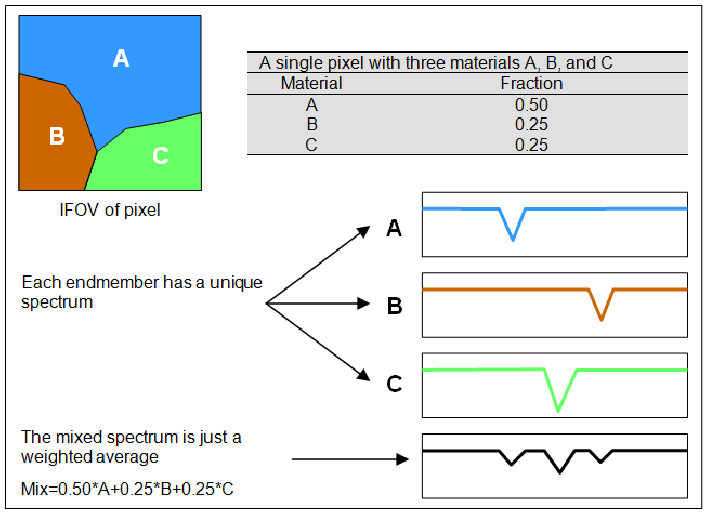 A
B
C
IFOV of pixel
A single pixel with three materials A, B, and C
Material Fraction
A 0.50
B 0.25
C 0.25
Each endmember has a unique
spectrum
A
B
C
The mixed spectrum is just a
weighted average
Mix=0.50*A+0.25*B+0.25*C